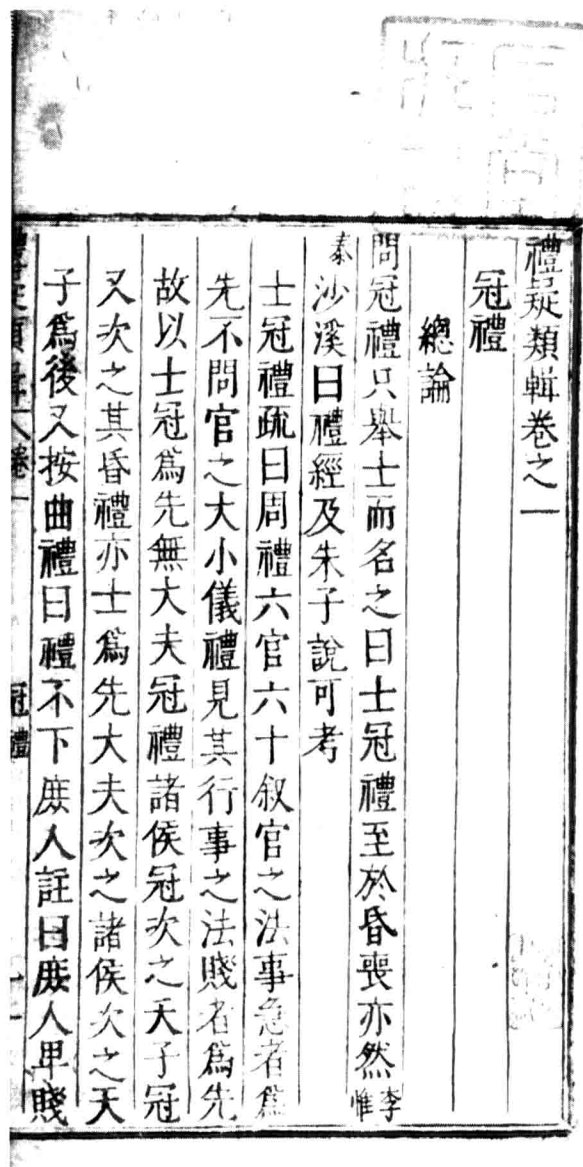 禮疑類輯卷之一
冠禮
總論
問冠禮只舉士而名之曰士冠禮至於昏喪亦然李惟
泰沙溪曰禮經及朱子說可考
士冠禮疏曰周禮六官六十叙官之法事急者爲
先不問官之大小儀禮見其行事之法賤者爲先
故以士冠爲先無大夫冠禮諸侯冠次之天子冠
又次之其昏禮亦士爲先大夫次之諸侯次之天
子爲後又按曲禮曰禮不下庶人註曰庶人卑賤
冠禮